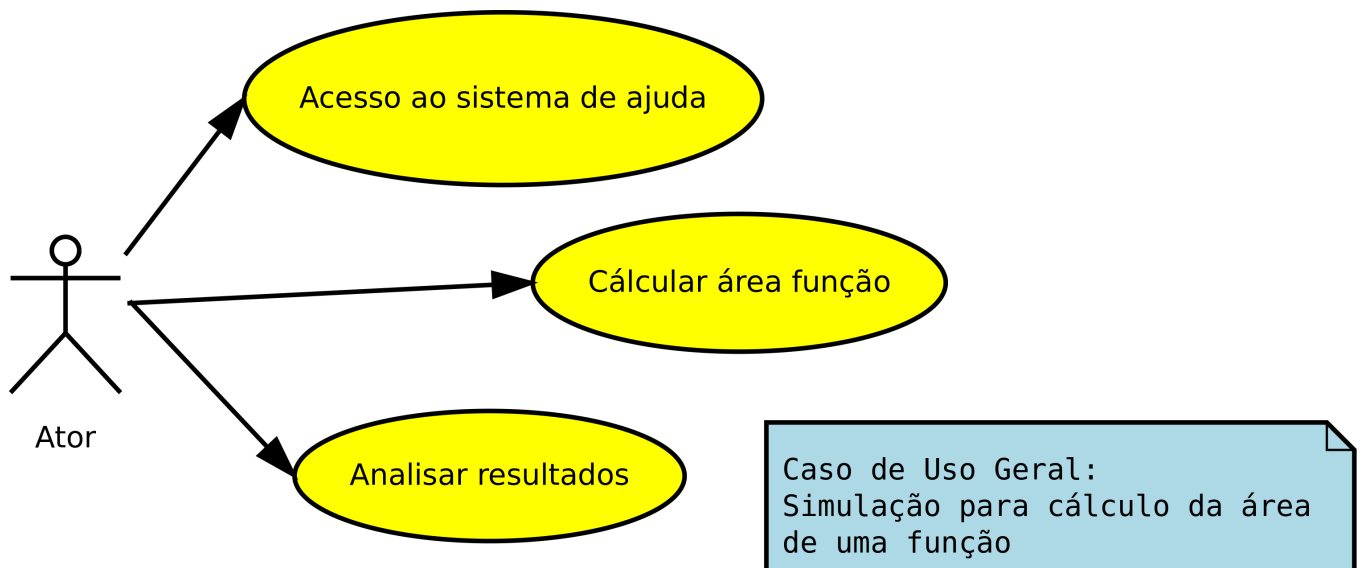 Acesso ao sistema de ajuda
Cálcular área função
Ator
Analisar resultados
Caso de Uso Geral:
Simulação para cálculo da área
de uma função